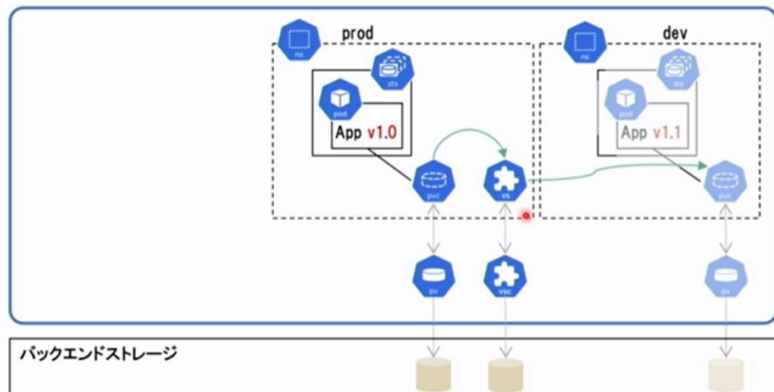 prod
dev
ns
ns
sts
sts
pod
pod
App v1.0
App v1.1
pvc
vs
pvc
pv
vsc
pv
バックエンドストレージ